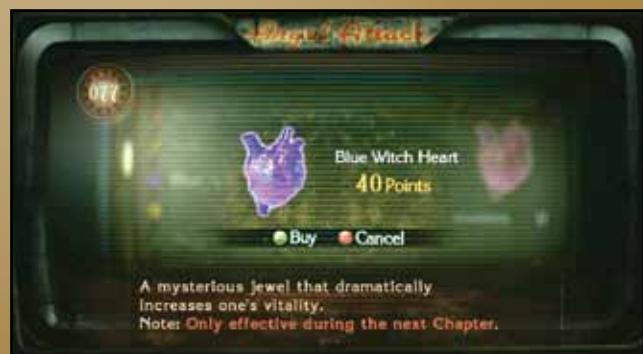 Angel Attack
077
Blue Witch Heart
40 Points
Buy Cancel
A mysterious jewel that dramatically
increases one's vitality.
Note: Only effective during the next Chapter.